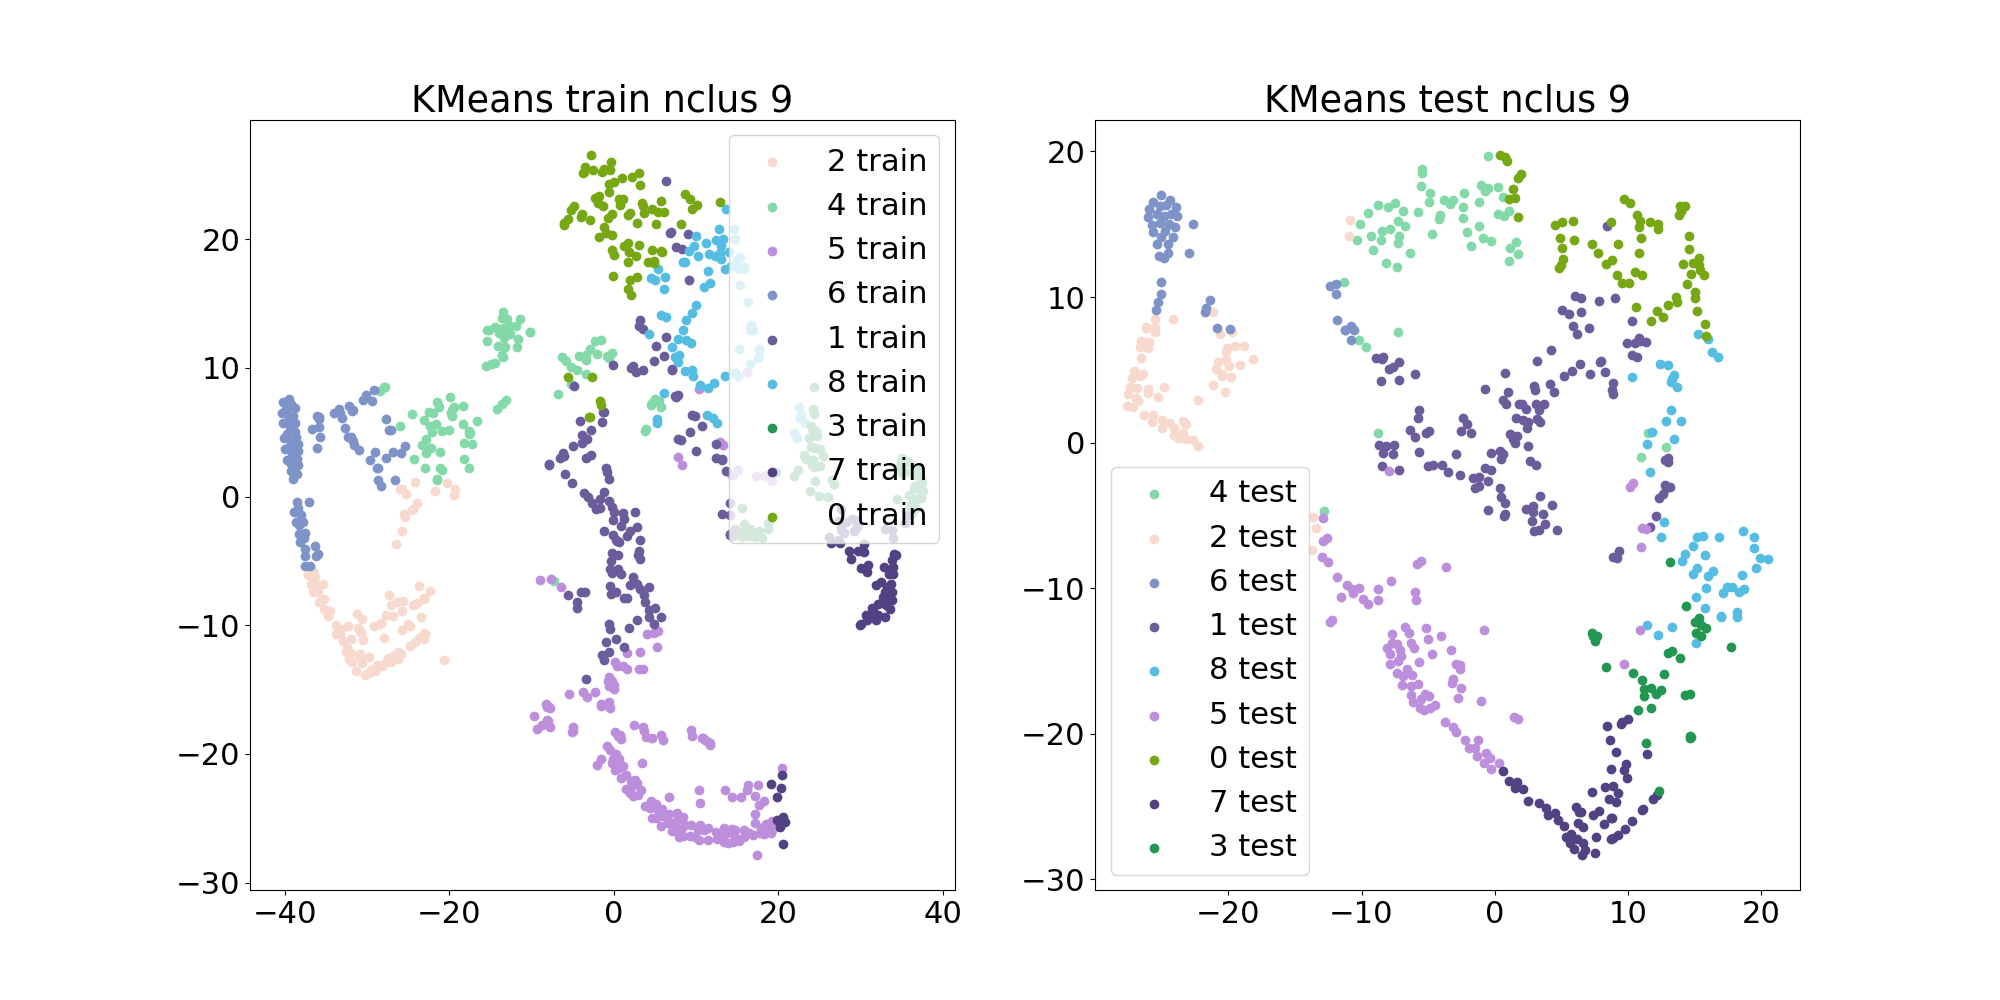 KMeans train nclus 9
20
10
0
−10
−20
−30
−40
−20
0
20
40
2 train
4 train
5 train
6 train
1 train
8 train
3 train
7 train
0 train
KMeans test nclus 9
20
10
0
−10
−20
−30
−20
−10
0
10
20
4 test
2 test
6 test
1 test
8 test
5 test
0 test
7 test
3 test